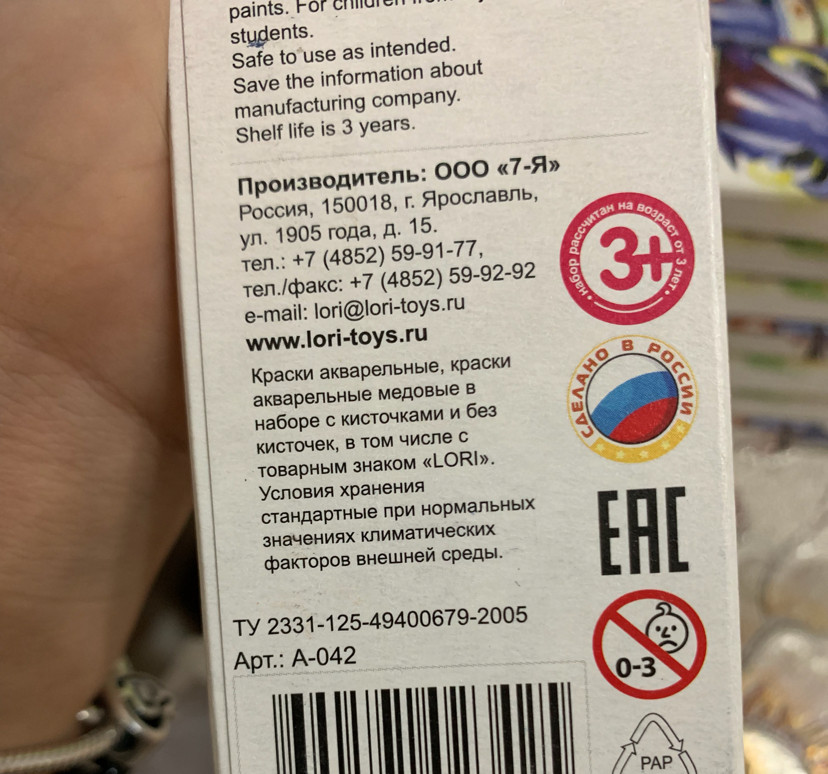 paints. For children
students.
Safe to use as intended.
Save the information about
manufacturing company.
Shelf life is 3 years.
Производитель: ООО «7-Я»
Россия, 150018, г. Ярославль,
ул. 1905 года, д. 15.
тел.: +7 (4852) 59-91-77,
тел./факс: +7 (4852) 59-92-92
e-mail: lori@lori-toys.ru
www.lori-toys.ru
Краски акварельные, краски
акварельные медовые в
наборе с кисточками и без
кисточек, в том числе с
товарным знаком «LORI».
Условия хранения
стандартные при нормальных
значениях климатических
факторов внешней среды.
ТУ 2331-125-49400679-2005
Арт.: А-042
• набор рассчитан на возраст от 3 лет •
3+
СДЕЛАНО В РОССИИ
EAC
0-3
PAP